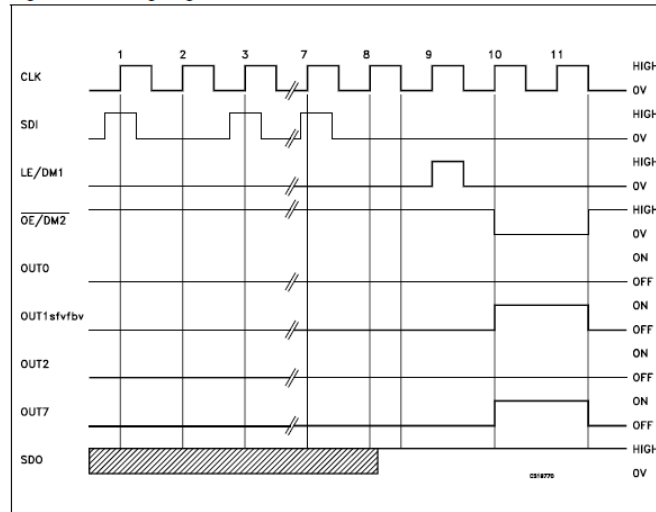 1 2 3 7 8 9 10 11
CLK
HIGH
0V
SDI
HIGH
0V
LE/DM1
HIGH
0V
OE/DM2
HIGH
0V
OUT0
ON
OFF
OUT1sfvfbv
ON
OFF
OUT2
ON
OFF
OUT7
ON
OFF
SDO
HIGH
0V